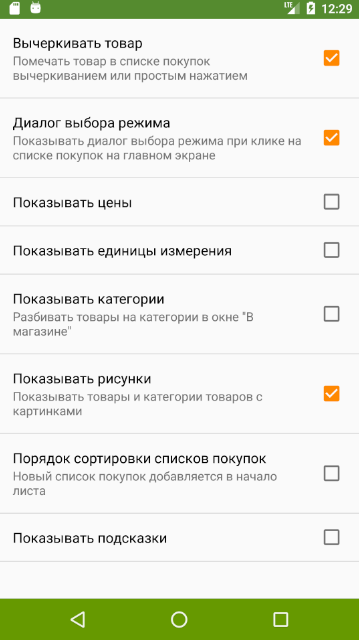 LTE 12:29
Вычеркивать товар
Помечать товар в списке покупок
вычеркиванием или простым нажатием
Диалог выбора режима
Показывать диалог выбора режима при клике на
списке покупок на главном экране
Показывать цены
Показывать единицы измерения
Показывать категории
Разбивать товары на категории в окне "В
магазине"
Показывать рисунки
Показывать товары и категории товаров с
картинками
Порядок сортировки списков покупок
Новый список покупок добавляется в начало
листа
Показывать подсказки